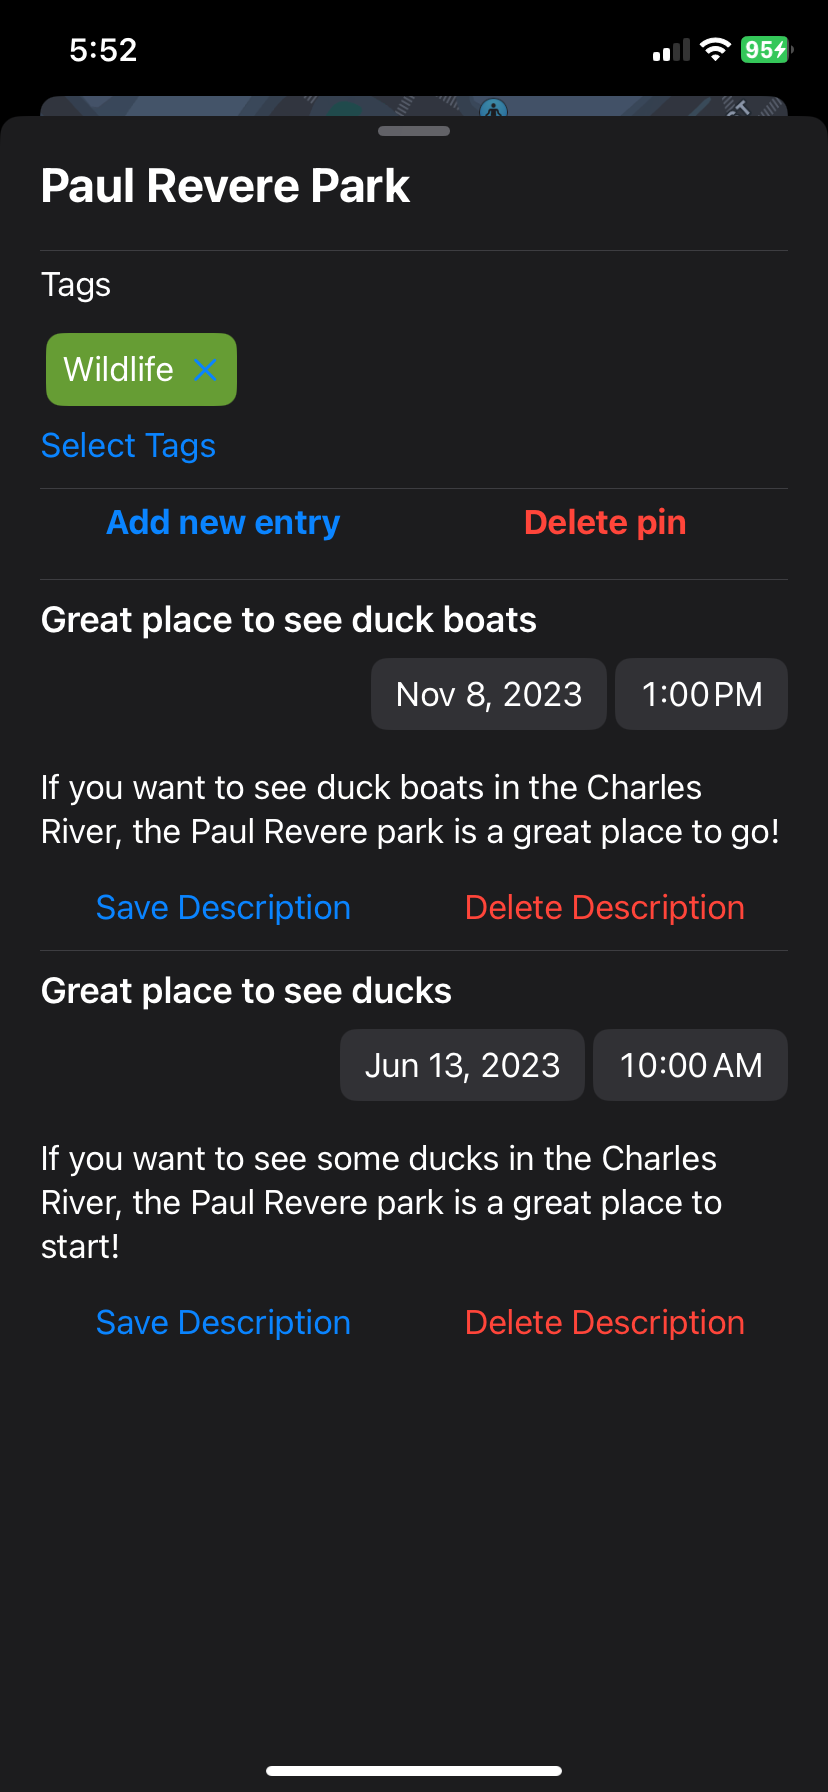 5:52
95
ST
Paul Revere Park
Tags
Wildlife
Select Tags
Add new entry Delete pin
Great place to see duck boats
Nov 8, 2023 1:00 PM
If you want to see duck boats in the Charles
River, the Paul Revere park is a great place to go!
Save Description Delete Description
Great place to see ducks
Jun 13, 2023 10:00 AM
If you want to see some ducks in the Charles
River, the Paul Revere park is a great place to
start!
Save Description Delete Description